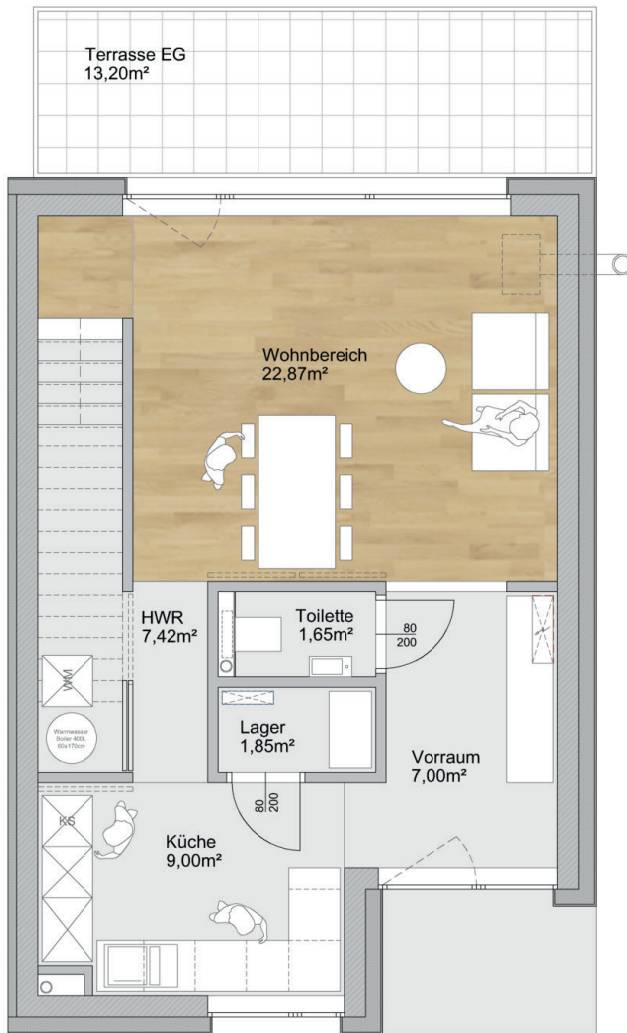 Terrasse EG
13,20m²
Wohnbereich
22,87m²
HWR
7,42m²
Toilette
1,65m²
80
200
WM
Warmwasser
Boiler 400L
60x170cm
Lager
1,85m²
Vorraum
7,00m²
80
200
KS
Küche
9,00m²